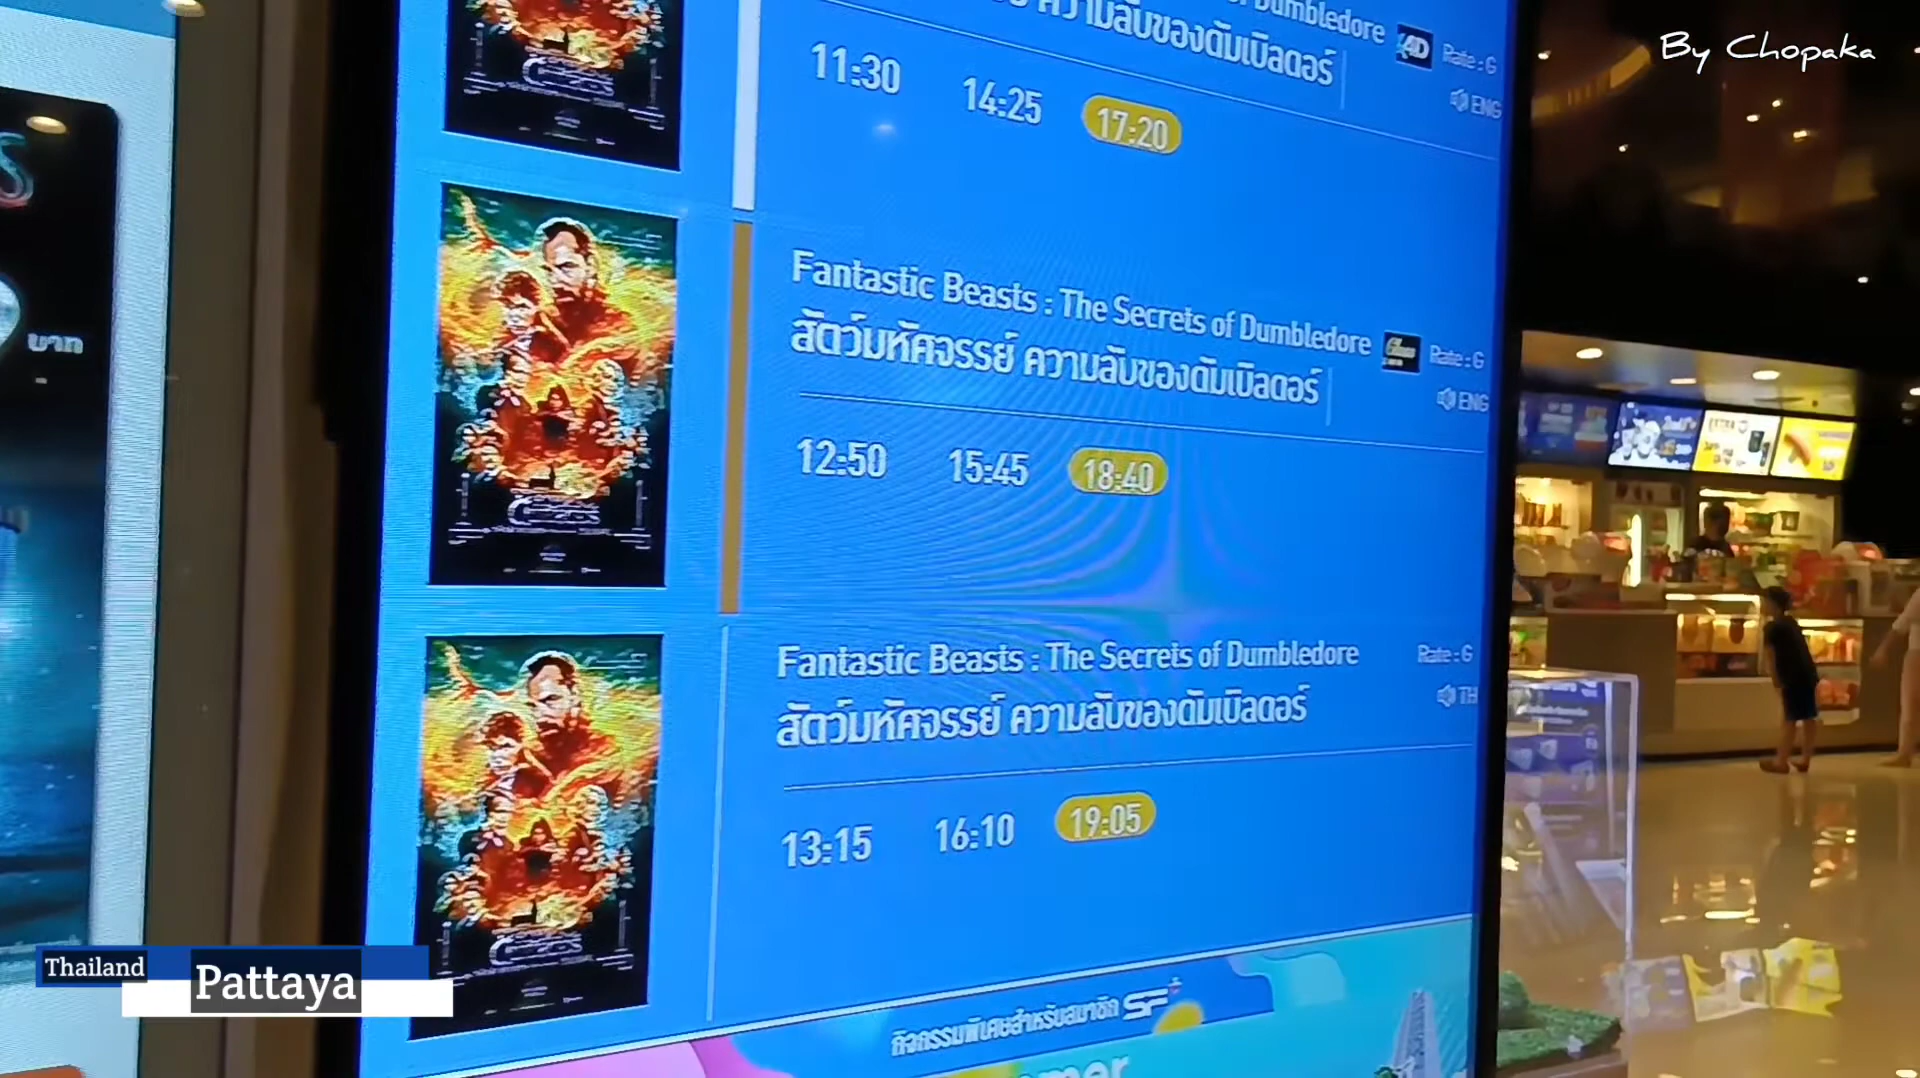 By Chopaka
of Dumbledore
ความลับของดัมเบิลดอร์
4D
Rate : G
ENG
11:30 14:25 17:20
Fantastic Beasts : The Secrets of Dumbledore
Rate : G
สัตว์มหัศจรรย์ ความลับของดัมเบิลดอร์
ENG
12:50 15:45 18:40
Fantastic Beasts : The Secrets of Dumbledore
Rate : G
สัตว์มหัศจรรย์ ความลับของดัมเบิลดอร์
TH
13:15 16:10 19:05
กิจกรรมพิเศษสำหรับสมาชิก SF+
บาท
Thailand
Pattaya